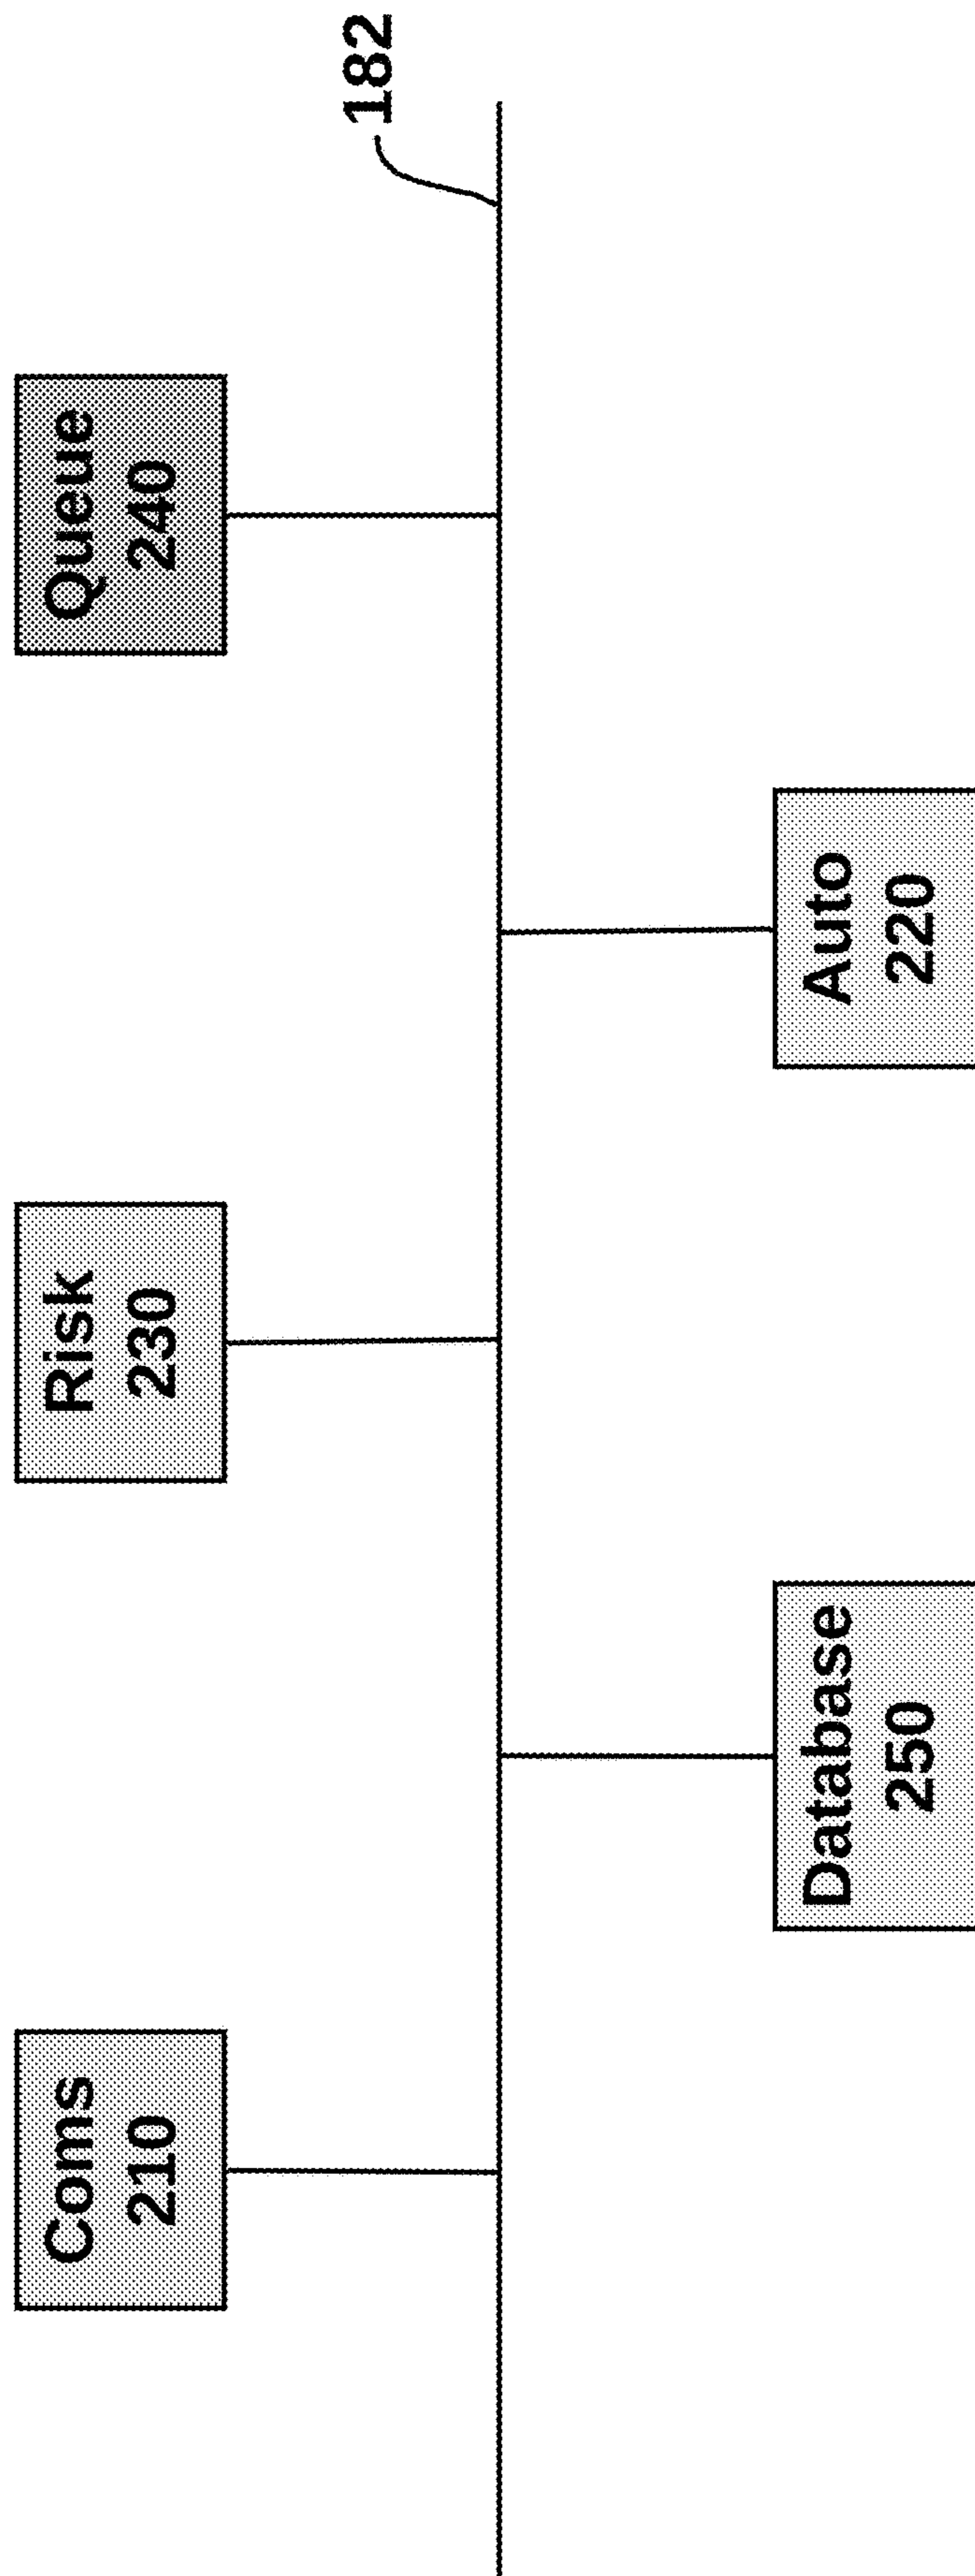 Coms
210
Risk
230
Queue
240
182
Database
250
Auto
220